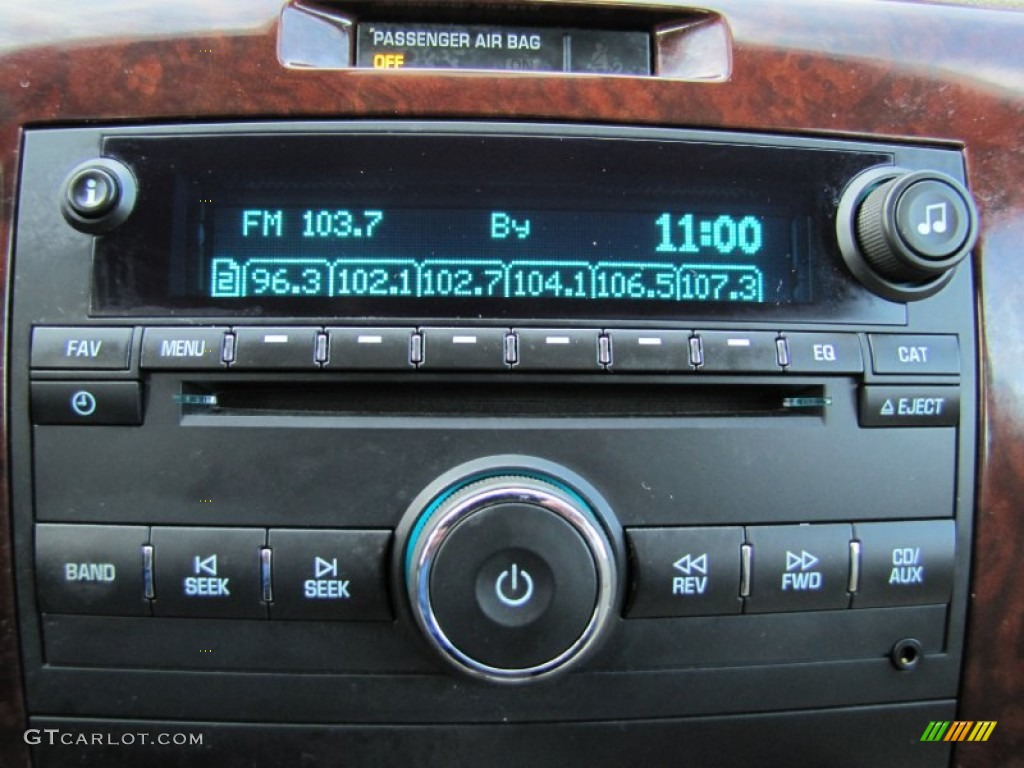 PASSENGER AIR BAG
OFF
i
FM 103.7 By 11:00
2 96.3 102.1 102.7 104.1 106.5 107.3
FAV MENU EQ CAT
EJECT
BAND SEEK SEEK REV FWD CD/AUX
GTCARLOT.COM